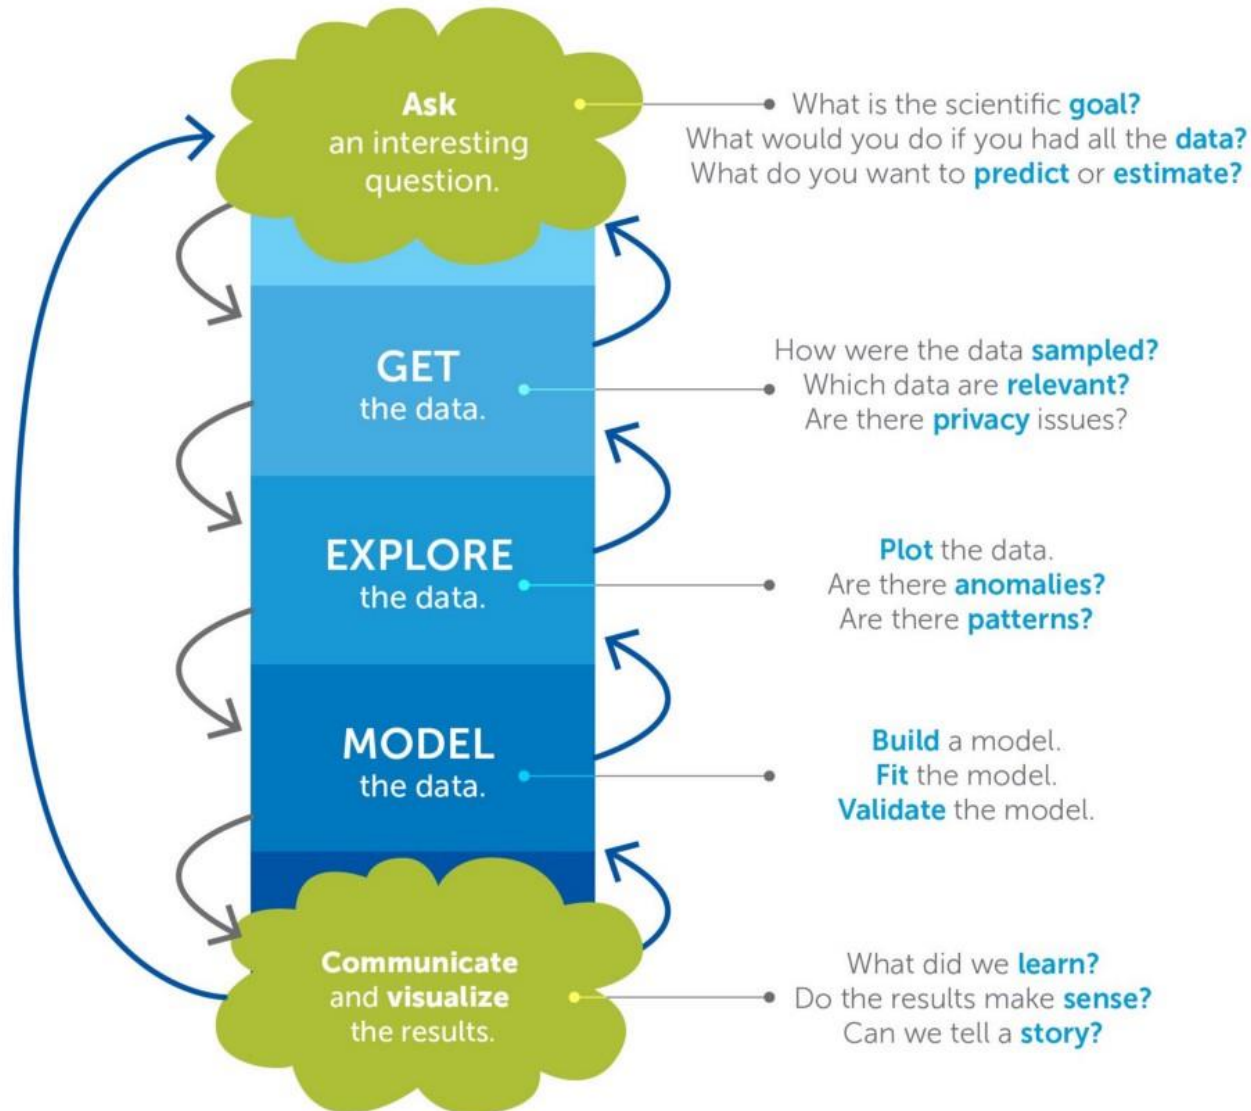 Ask
an interesting
question.
What is the scientific goal?
What would you do if you had all the data?
What do you want to predict or estimate?
GET
the data.
How were the data sampled?
Which data are relevant?
Are there privacy issues?
EXPLORE
the data.
Plot the data.
Are there anomalies?
Are there patterns?
MODEL
the data.
Build a model.
Fit the model.
Validate the model.
Communicate
and visualize
the results.
What did we learn?
Do the results make sense?
Can we tell a story?